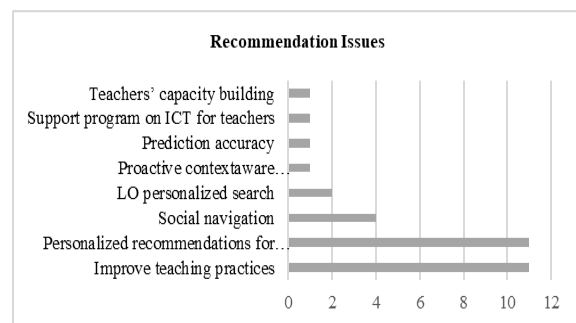 Recommendation Issues
Teachers' capacity building
Support program on ICT for teachers
Prediction accuracy
Proactive contextaware…
LO personalized search
Social navigation
Personalized recommendations for…
Improve teaching practices
0 2 4 6 8 10 12